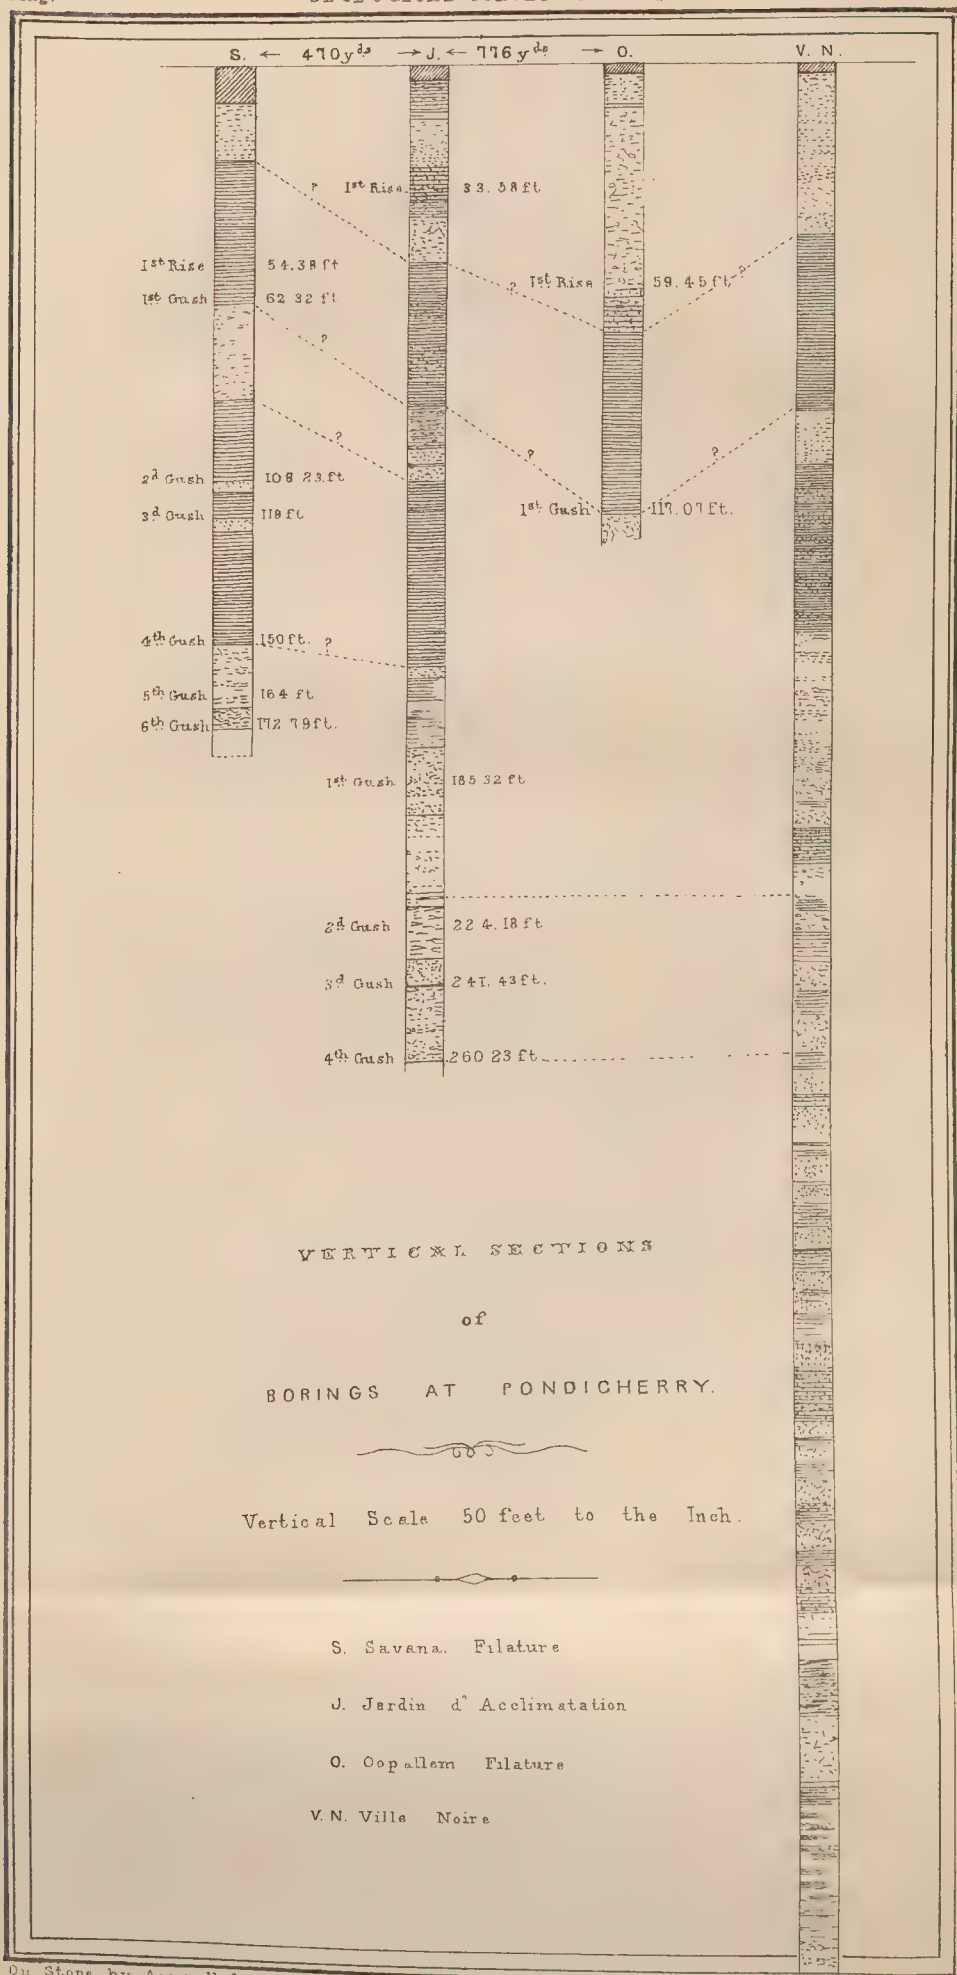 S. ← 470 yds → J. ← 776 yds → O. V. N.
? 1st Rise 33.58 ft
1st Rise 54.38 ft
1st Rise 59.45 ft ?
?
1st Gush 62 32 ft
?
?
2d Gush 108 23 ft
? ?
3d Gush 118 ft
1st Gush 117.07 ft.
4th Gush 150 ft. ?
5th Gush 164 ft
6th Gush 172 79 ft.
1st Gush 185 32 ft
2d Gush 224.18 ft
3d Gush 241.43 ft.
4th Gush 260 23 ft
VERTICAL SECTIONS
of
BORINGS AT PONDICHERRY.
Vertical Scale 50 feet to the Inch.
S. Savana. Filature
J. Jardin d' Acclimatation
O. Oopallem Filature
V. N. Ville Noire
On Stone by